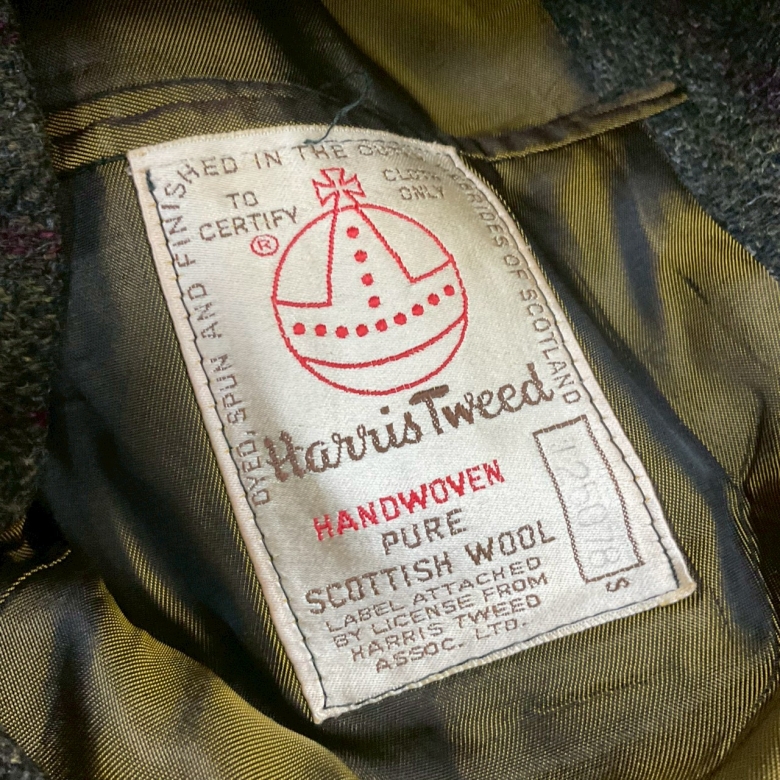 DYED, SPUN AND FINISHED IN THE OUTER HEBRIDES OF SCOTLAND
TO CERTIFY
CLOTH ONLY
®
Harris Tweed
HANDWOVEN
PURE
SCOTTISH WOOL
LABEL ATTACHED
BY LICENSE FROM
HARRIS TWEED
ASSOC. LTD.
S